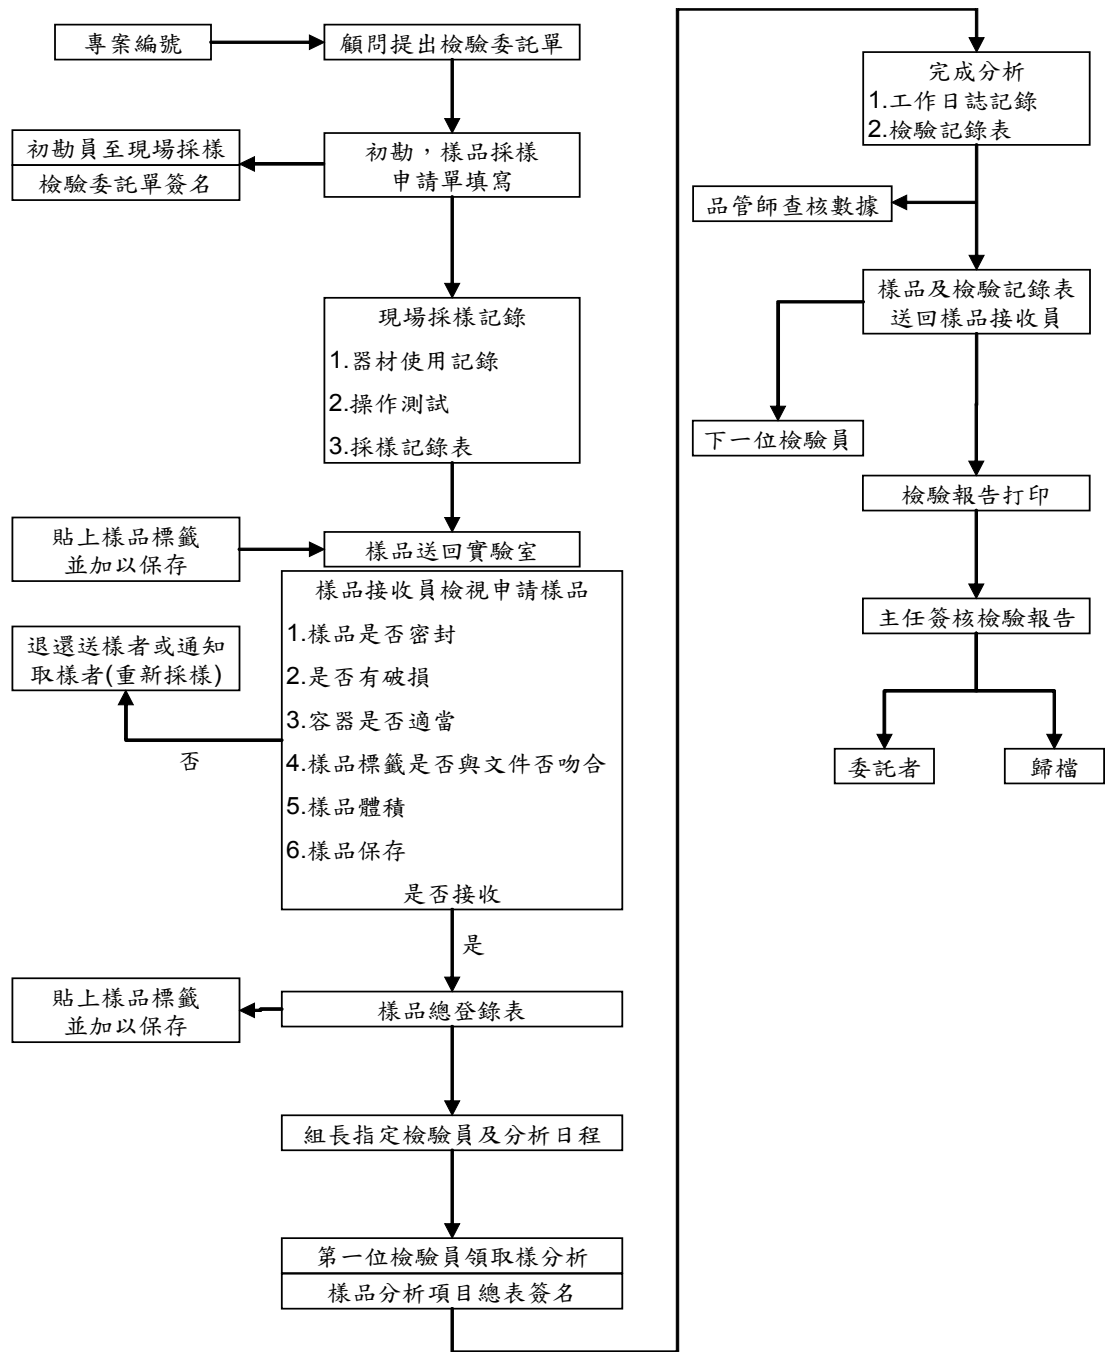 專案編號
顧問提出檢驗委託單
初勘員至現場採樣
檢驗委託單簽名
初勘，樣品採樣
申請單填寫
現場採樣記錄
1.器材使用記錄
2.操作測試
3.採樣記錄表
貼上樣品標籤
並加以保存
樣品送回實驗室
樣品接收員檢視申請樣品
1.樣品是否密封
2.是否有破損
3.容器是否適當
4.樣品標籤是否與文件否吻合
5.樣品體積
6.樣品保存
是否接收
退還送樣者或通知
取樣者(重新採樣)
否
是
貼上樣品標籤
並加以保存
樣品總登錄表
組長指定檢驗員及分析日程
第一位檢驗員領取樣分析
樣品分析項目總表簽名
完成分析
1.工作日誌記錄
2.檢驗記錄表
品管師查核數據
樣品及檢驗記錄表
送回樣品接收員
下一位檢驗員
檢驗報告打印
主任簽核檢驗報告
委託者
歸檔